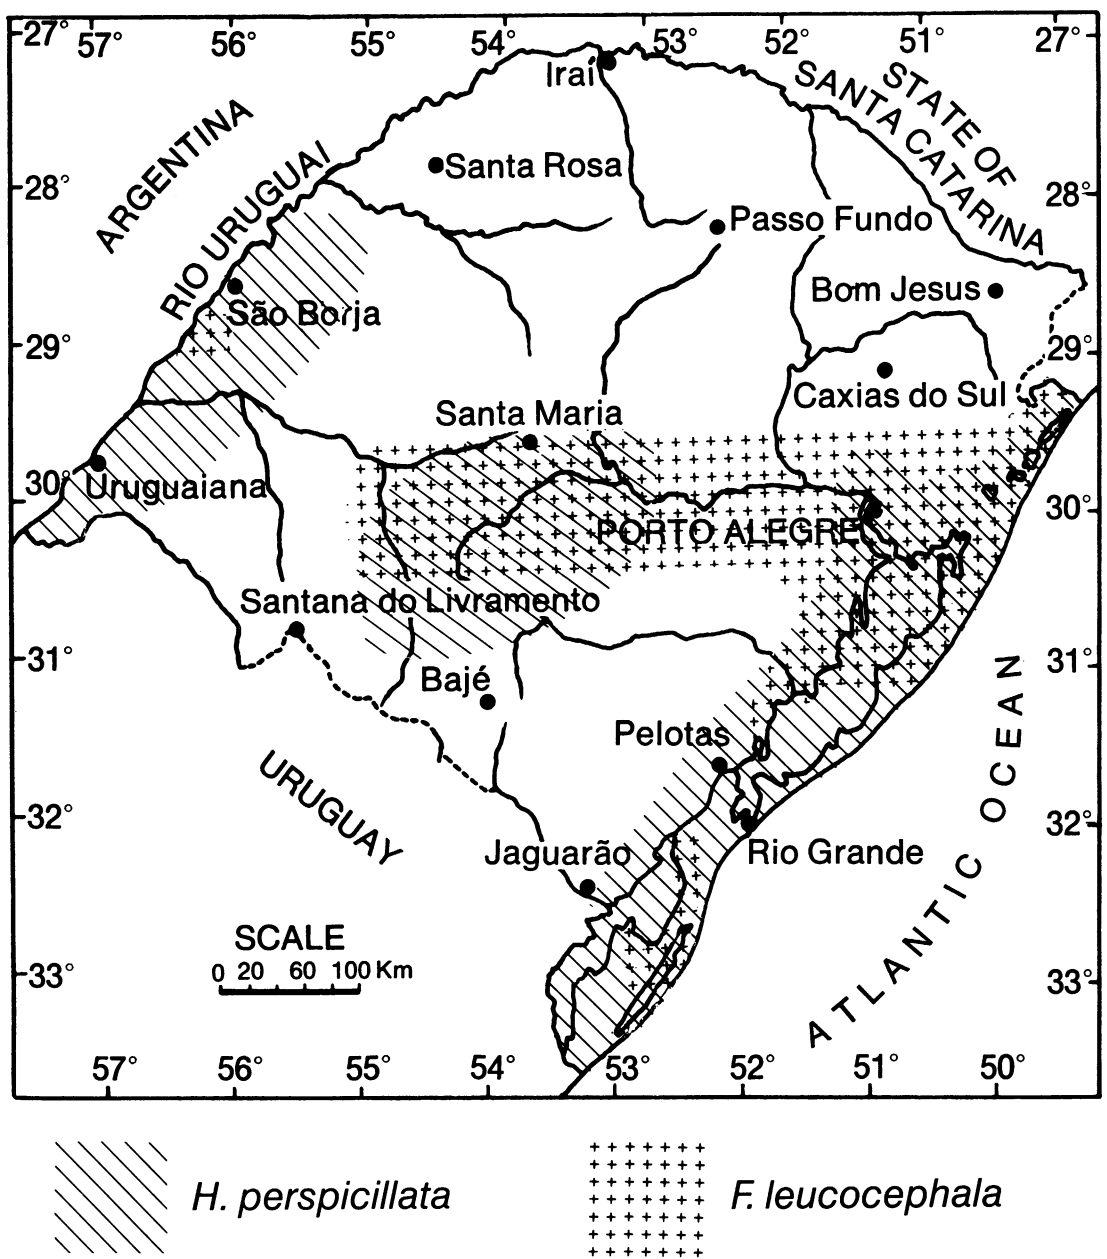 27°
57°
56°
55°
54°
53°
52°
51°
27°
Iraí
STATE OF
SANTA CATARINA
ARGENTINA
Santa Rosa
28°
28°
RIO URUGUAI
Passo Fundo
Bom Jesus
São Borja
29°
29°
Caxias do Sul
Santa Maria
30°
Uruguaiana
30°
PORTO ALEGRE
Santana do Livramento
31°
31°
Bajé
Pelotas
ATLANTIC OCEAN
URUGUAY
32°
32°
Jaguarão
Rio Grande
SCALE
0 20 60 100 Km
33°
33°
57°
56°
55°
54°
53°
52°
51°
50°
H. perspicillata
F. leucocephala